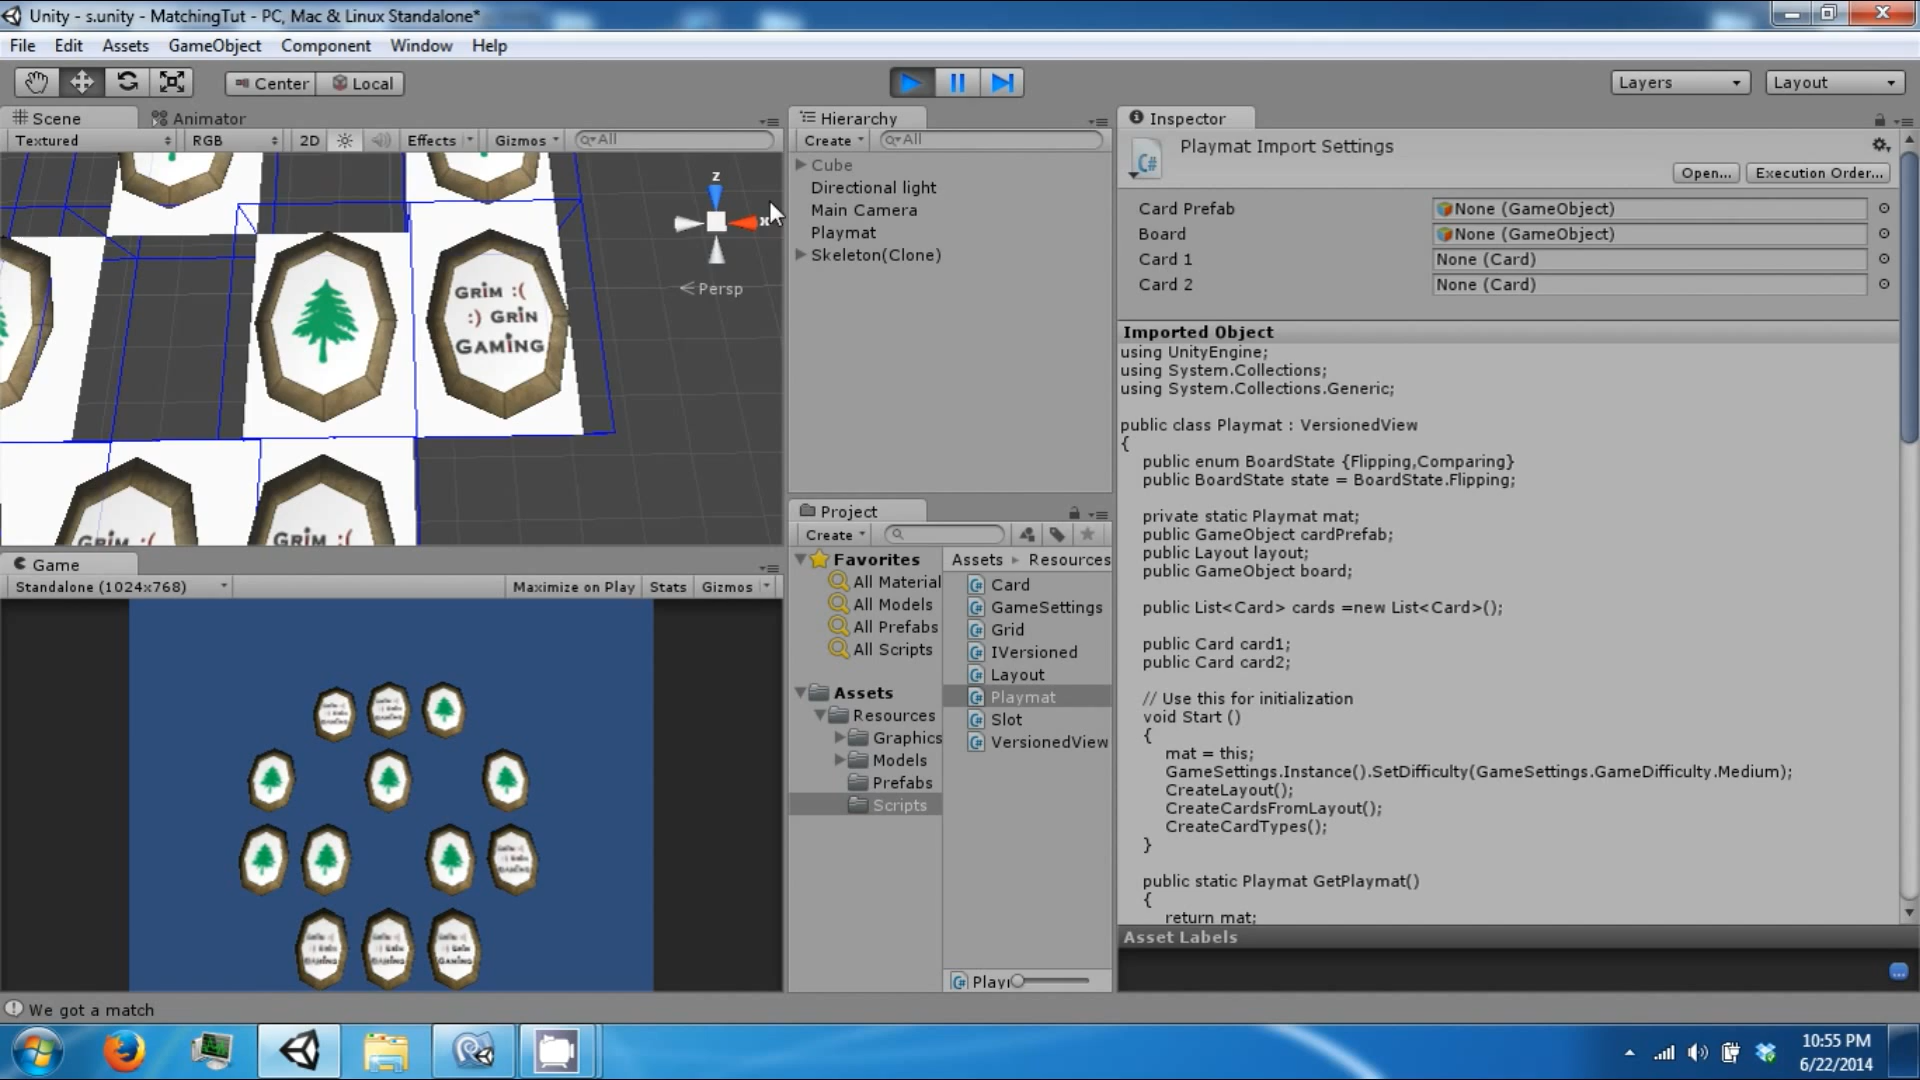 Unity - s.unity - MatchingTut - PC, Mac & Linux Standalone*
File Edit Assets GameObject Component Window Help
Center Local
Layers Layout
Scene Animator
Textured RGB 2D Effects Gizmos All
z
x
Persp
GRIM :(
:) GRIN
GAMING
GRIM :(
GRIM :(
Game
Standalone (1024x768) Maximize on Play Stats Gizmos
Hierarchy
Create All
Cube
Directional light
Main Camera
Playmat
Skeleton(Clone)
Project
Create
Favorites
All Material
All Models
All Prefabs
All Scripts
Assets
Resources
Graphics
Models
Prefabs
Scripts
Assets Resources
Card
GameSettings
Grid
IVersioned
Layout
Playmat
Slot
VersionedView
Playı
Inspector
Playmat Import Settings
Open... Execution Order...
Card Prefab None (GameObject)
Board None (GameObject)
Card 1 None (Card)
Card 2 None (Card)
Imported Object
using UnityEngine;
using System.Collections;
using System.Collections.Generic;
public class Playmat : VersionedView
{
public enum BoardState {Flipping,Comparing}
public BoardState state = BoardState.Flipping;
private static Playmat mat;
public GameObject cardPrefab;
public Layout layout;
public GameObject board;
public List<Card> cards =new List<Card>();
public Card card1;
public Card card2;
// Use this for initialization
void Start ()
{
mat = this;
GameSettings.Instance().SetDifficulty(GameSettings.GameDifficulty.Medium);
CreateLayout();
CreateCardsFromLayout();
CreateCardTypes();
}
public static Playmat GetPlaymat()
{
return mat;
Asset Labels
We got a match
10:55 PM
6/22/2014